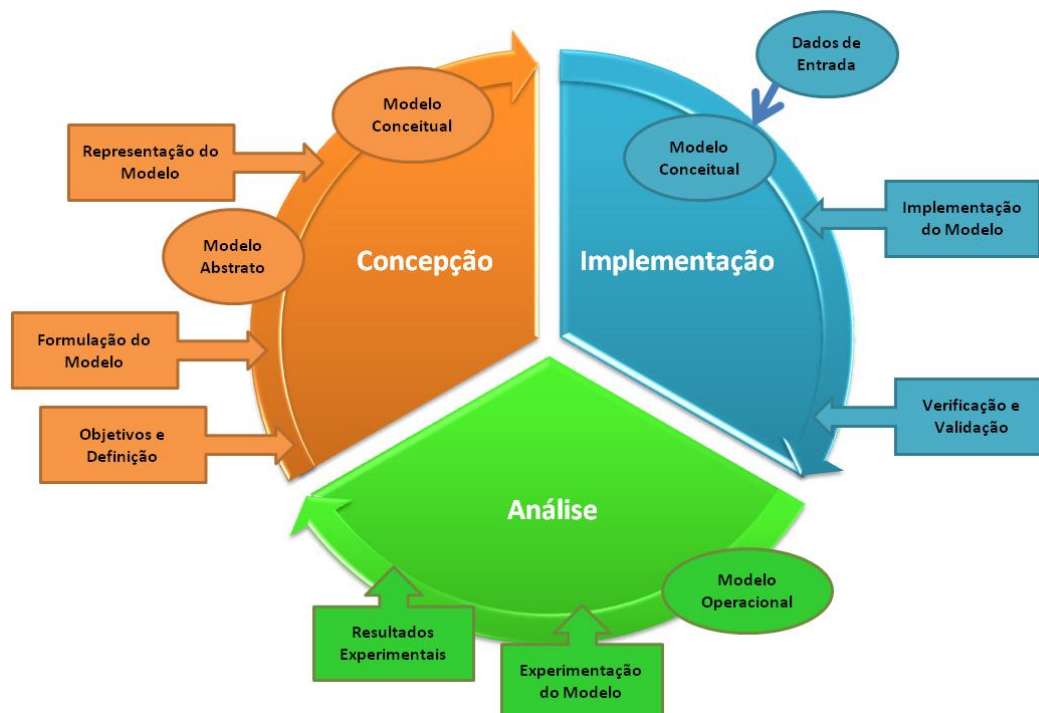 Dados de
Entrada
Modelo
Conceitual
Representação do
Modelo
Modelo
Conceitual
Implementação
do Modelo
Modelo
Abstrato
Concepção
Implementação
Formulação do
Modelo
Objetivos e
Definição
Verificação e
Validação
Análise
Modelo
Operacional
Resultados
Experimentais
Experimentação
do Modelo